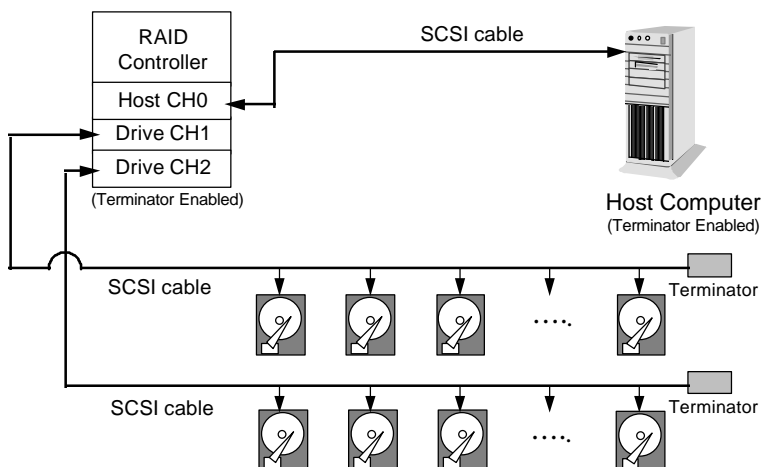 RAID
Controller
Host CH0
Drive CH1
Drive CH2
(Terminator Enabled)
SCSI cable
Host Computer
(Terminator Enabled)
SCSI cable
Terminator
....
SCSI cable
Terminator
....